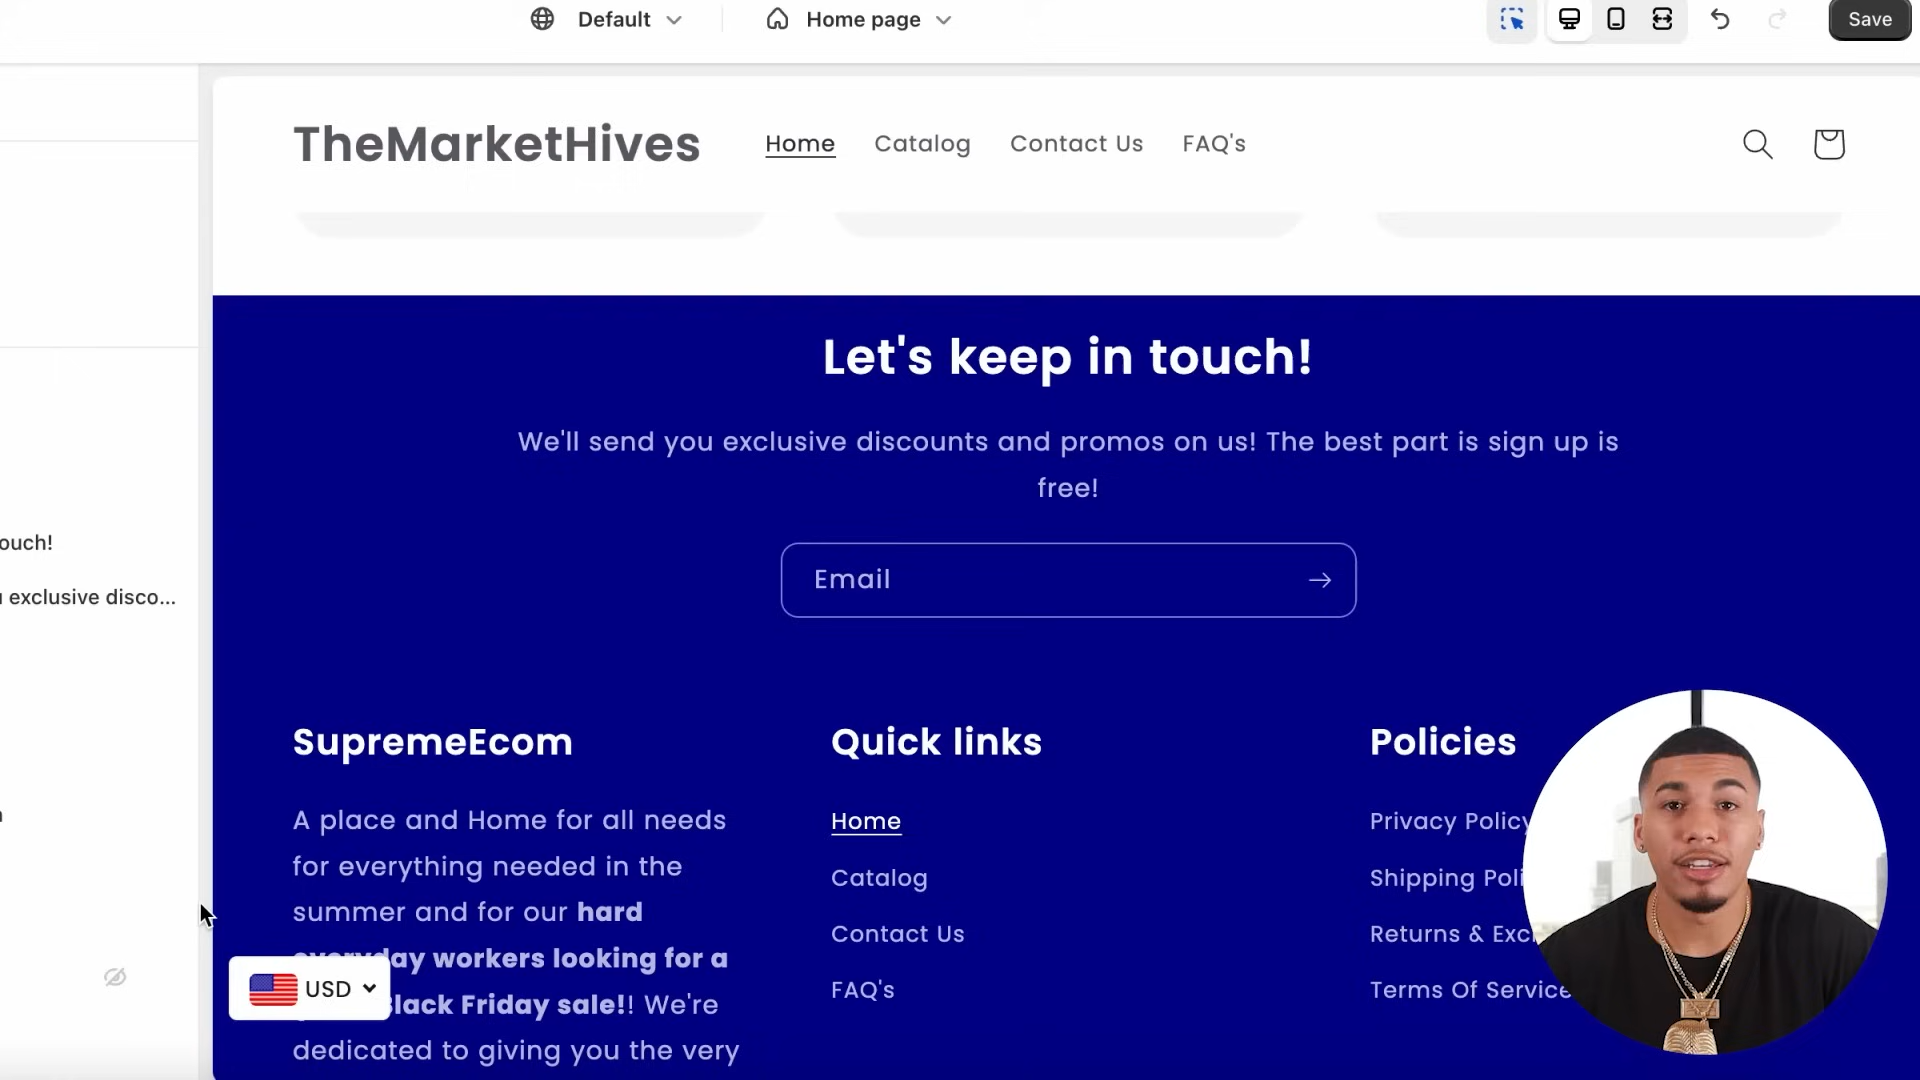 Default
Home page
Save
TheMarketHives
Home
Catalog
Contact Us
FAQ's
Let's keep in touch!
We'll send you exclusive discounts and promos on us! The best part is sign up is
free!
ouch!
exclusive disco...
Email
SupremeEcom
Quick links
Policies
A place and Home for all needs
for everything needed in the
summer and for our hard
everyday workers looking for a
Black Friday sale!! We're
dedicated to giving you the very
USD
Home
Catalog
Contact Us
FAQ's
Privacy Policy
Shipping Poli
Returns & Exc
Terms Of Service